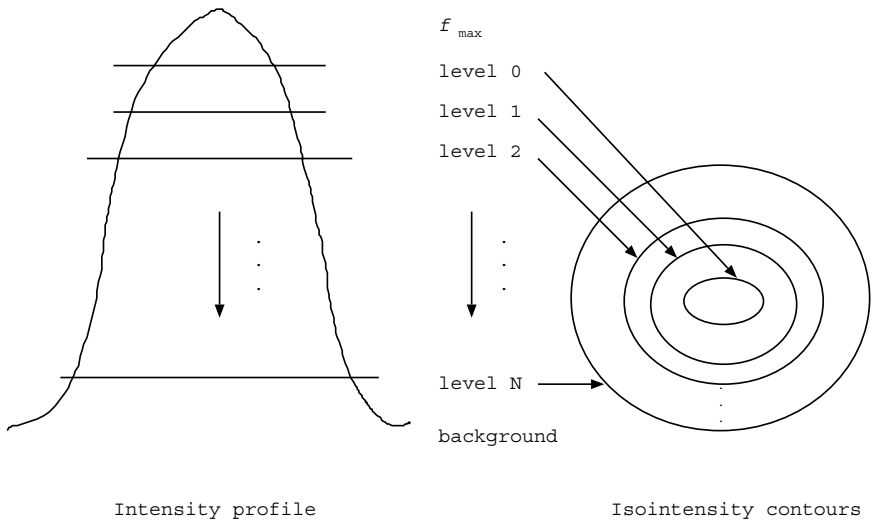 f max
level 0
level 1
level 2
level N
background
Intensity profile
Isointensity contours